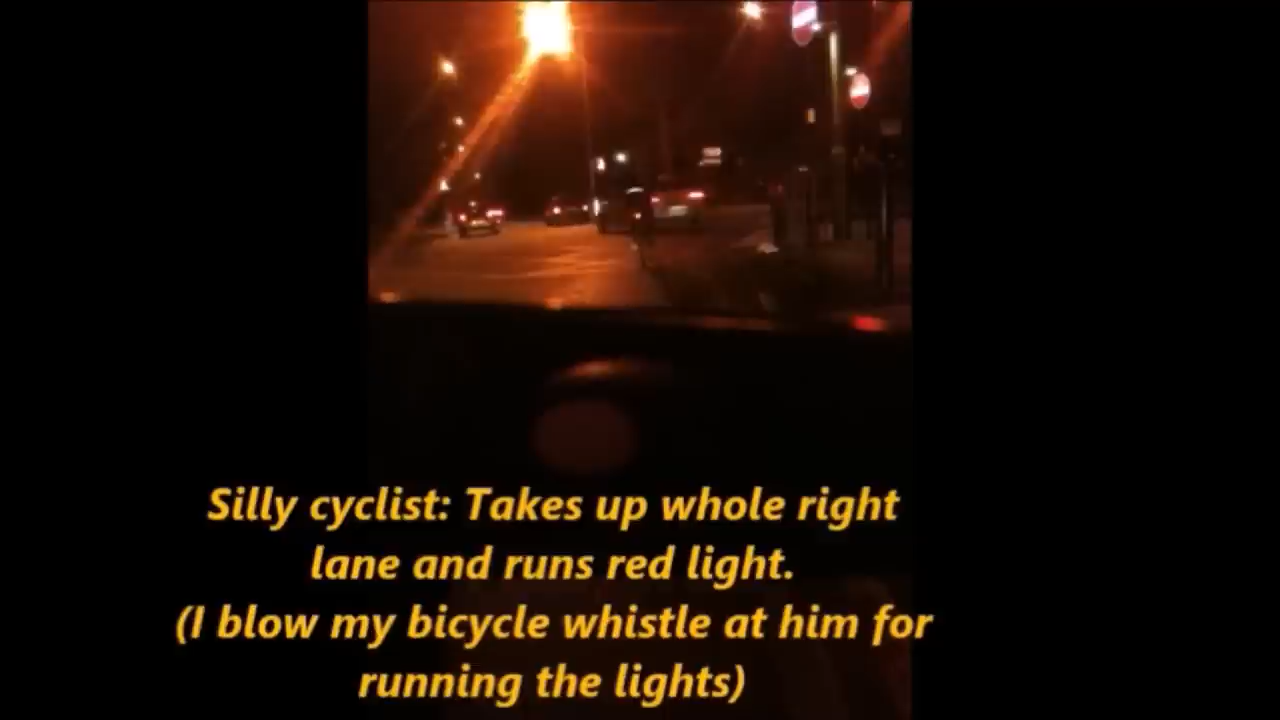 Silly cyclist: Takes up whole right
lane and runs red light.
(I blow my bicycle whistle at him for
running the lights)